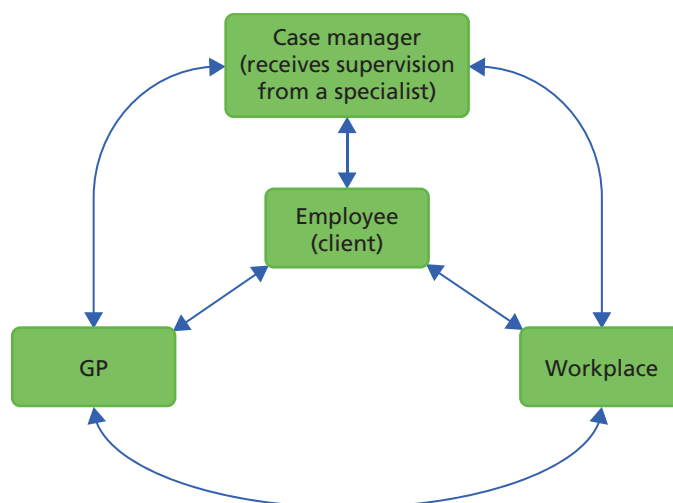 Case manager
(receives supervision
from a specialist)
Employee
(client)
GP
Workplace